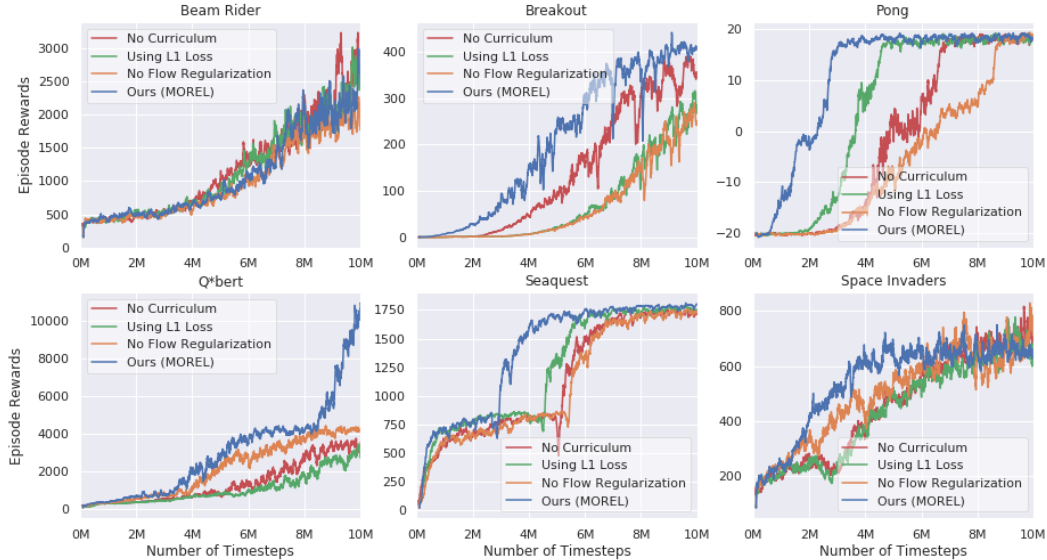 Beam Rider
Breakout
Pong
Episode Rewards
3000
2500
2000
1500
1000
500
0
No Curriculum
Using L1 Loss
No Flow Regularization
Ours (MOREL)
0M 2M 4M 6M 8M 10M
400
300
200
100
0
No Curriculum
Using L1 Loss
No Flow Regularization
Ours (MOREL)
0M 2M 4M 6M 8M 10M
20
10
0
−10
−20
No Curriculum
Using L1 Loss
No Flow Regularization
Ours (MOREL)
0M 2M 4M 6M 8M 10M
Q*bert
Seaquest
Space Invaders
Episode Rewards
10000
8000
6000
4000
2000
0
No Curriculum
Using L1 Loss
No Flow Regularization
Ours (MOREL)
0M 2M 4M 6M 8M 10M
Number of Timesteps
1750
1500
1250
1000
750
500
250
0
No Curriculum
Using L1 Loss
No Flow Regularization
Ours (MOREL)
0M 2M 4M 6M 8M 10M
Number of Timesteps
800
600
400
200
No Curriculum
Using L1 Loss
No Flow Regularization
Ours (MOREL)
0M 2M 4M 6M 8M 10M
Number of Timesteps